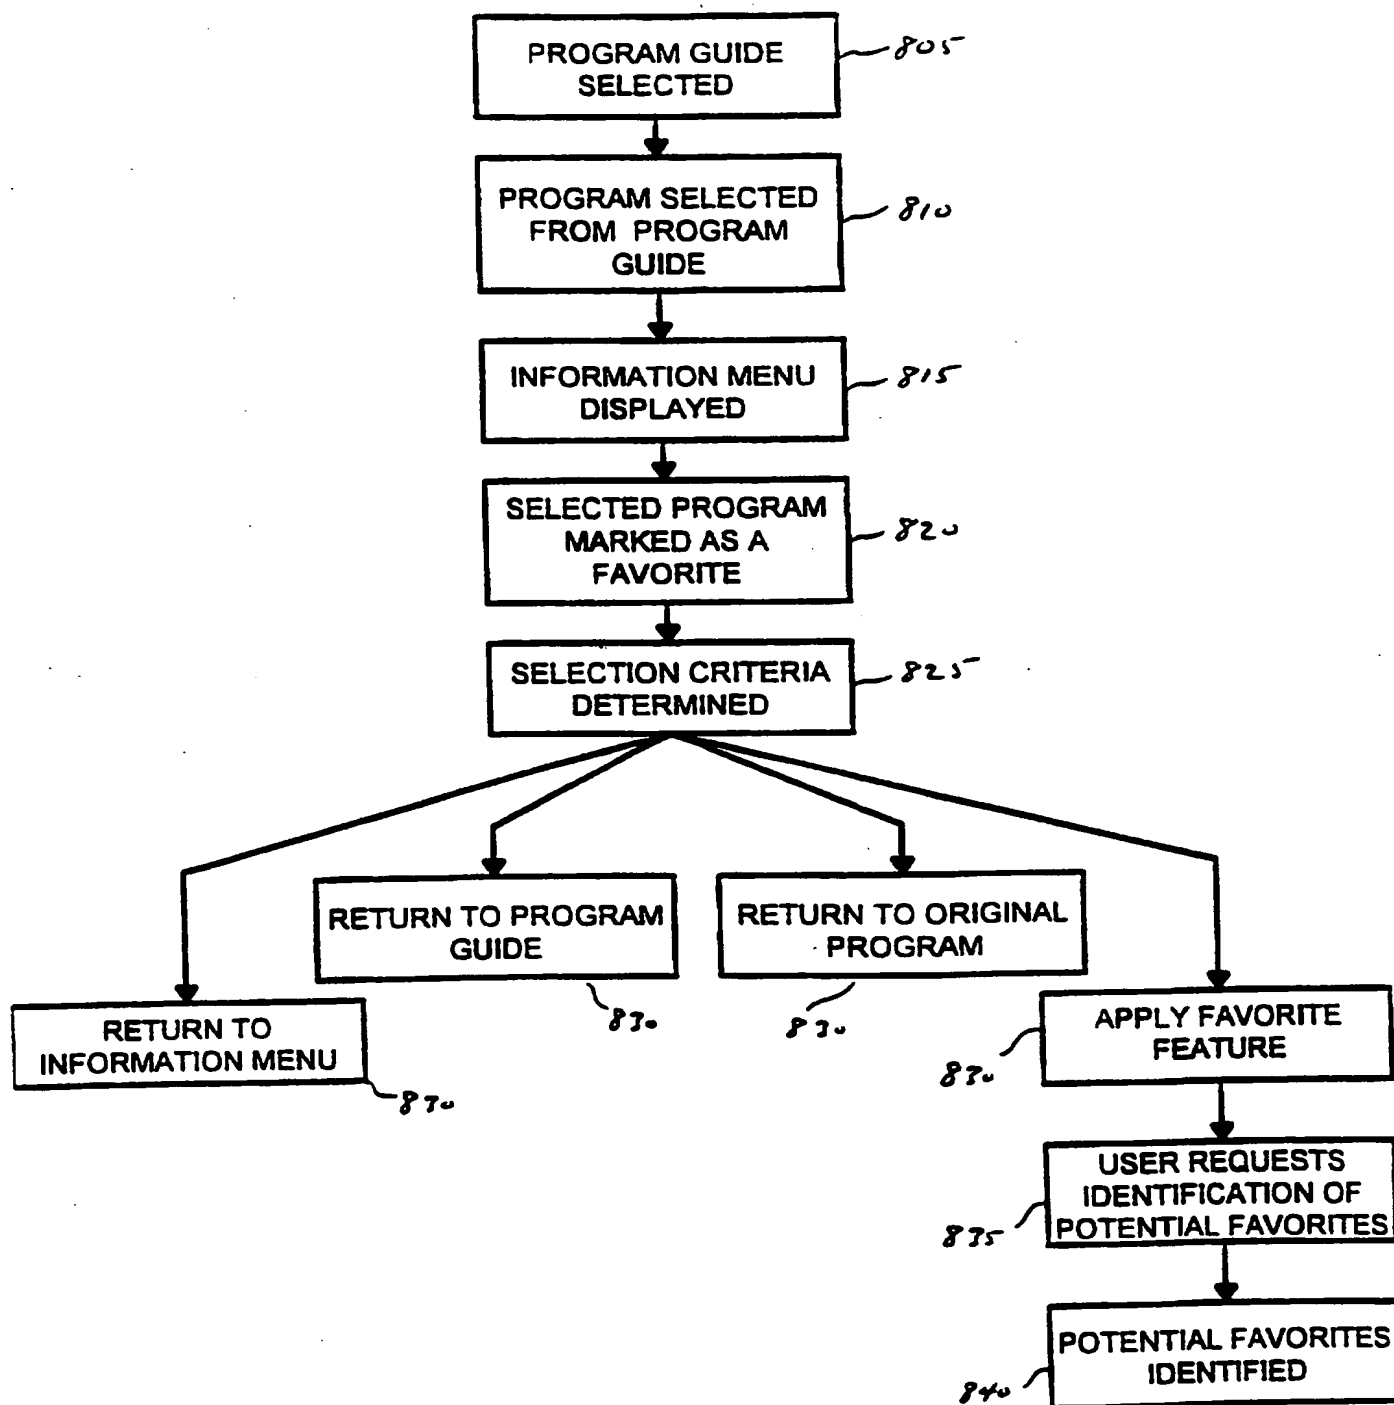 PROGRAM GUIDE
SELECTED
805
PROGRAM SELECTED
FROM PROGRAM
GUIDE
810
INFORMATION MENU
DISPLAYED
815
SELECTED PROGRAM
MARKED AS A
FAVORITE
820
SELECTION CRITERIA
DETERMINED
825
RETURN TO
INFORMATION MENU
830
RETURN TO PROGRAM
GUIDE
830
RETURN TO ORIGINAL
PROGRAM
830
APPLY FAVORITE
FEATURE
830
USER REQUESTS
IDENTIFICATION OF
POTENTIAL FAVORITES
835
POTENTIAL FAVORITES
IDENTIFIED
840